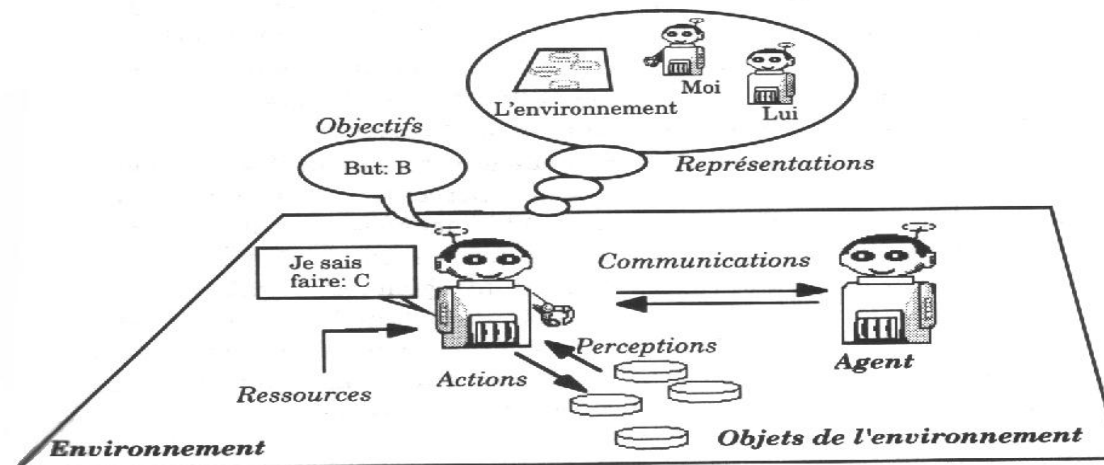 Moi
L'environnement
Lui
Objectifs
But: B
Représentations
Je sais
faire: C
Communications
Perceptions
Agent
Ressources
Actions
Environnement
Objets de l'environnement